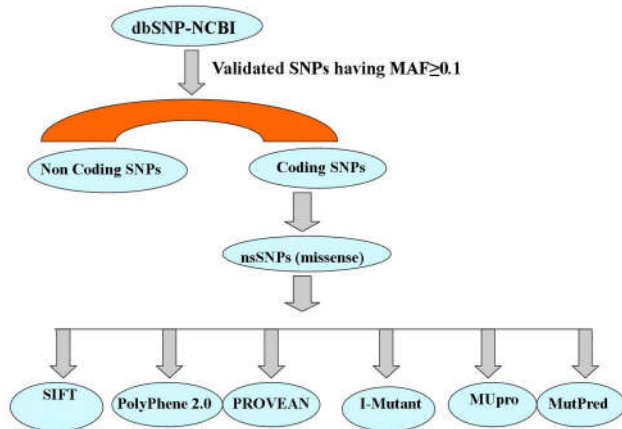 dbSNP-NCBI
Validated SNPs having MAF≥0.1
Non Coding SNPs
Coding SNPs
nsSNPs (missense)
SIFT
PolyPhene 2.0
PROVEAN
I-Mutant
MUpro
MutPred